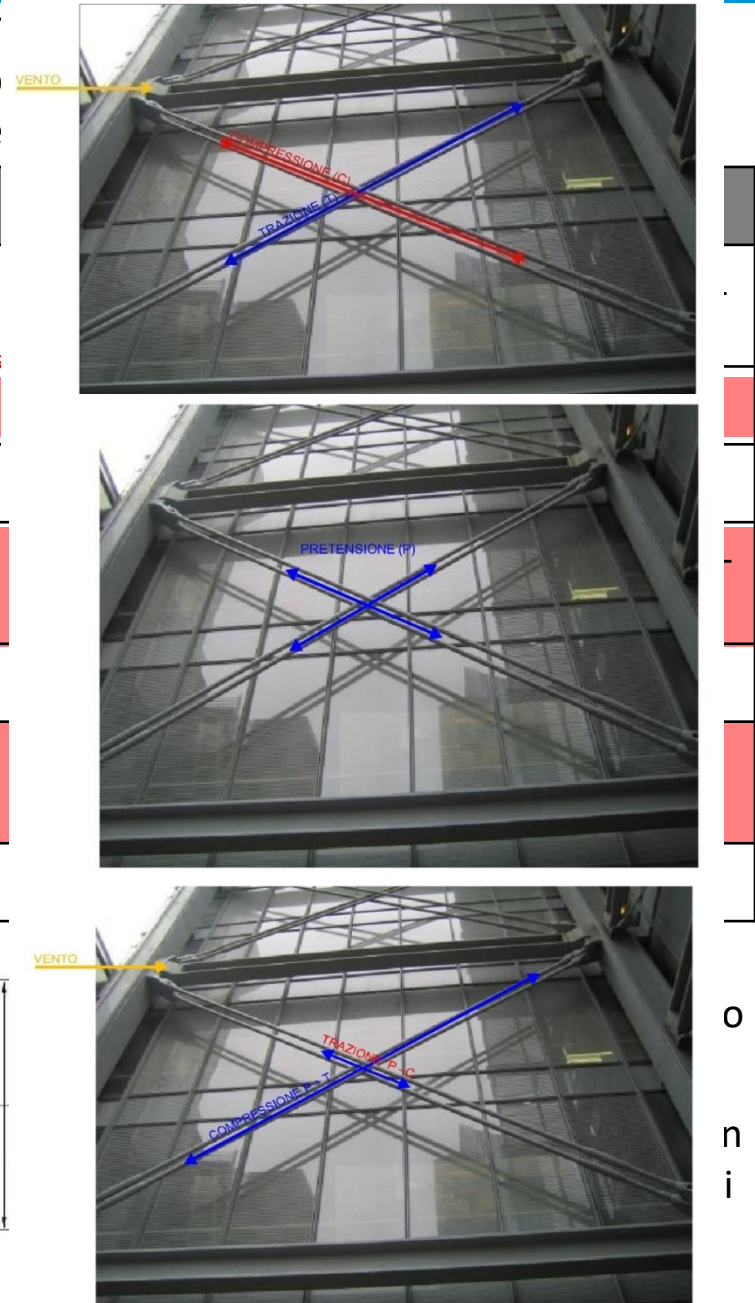 VENTO
COMPRESSIONE (C)
TRAZIONE (T)
PRETENSIONE (P)
VENTO
TRAZIONE P - C
COMPRESSIONE P + T
o
n
i